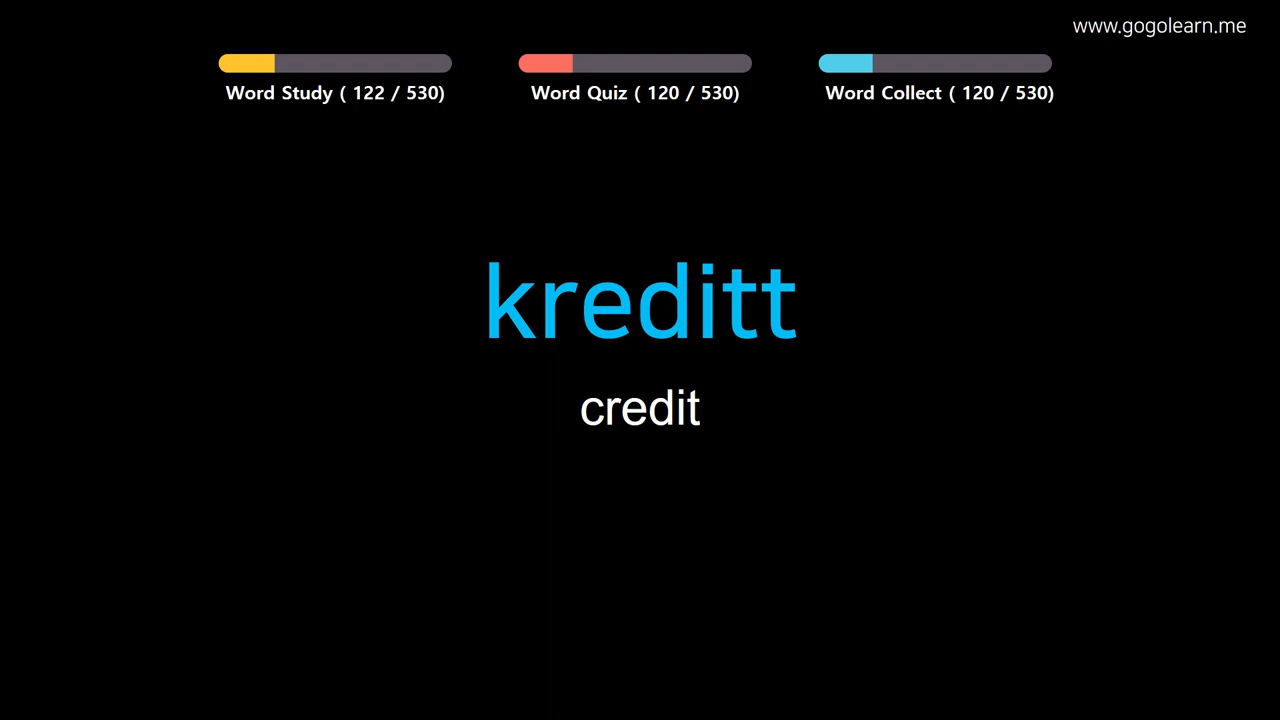 www.gogolearn.me
Word Study ( 122 / 530)
Word Quiz ( 120 / 530)
Word Collect ( 120 / 530)
kreditt
credit